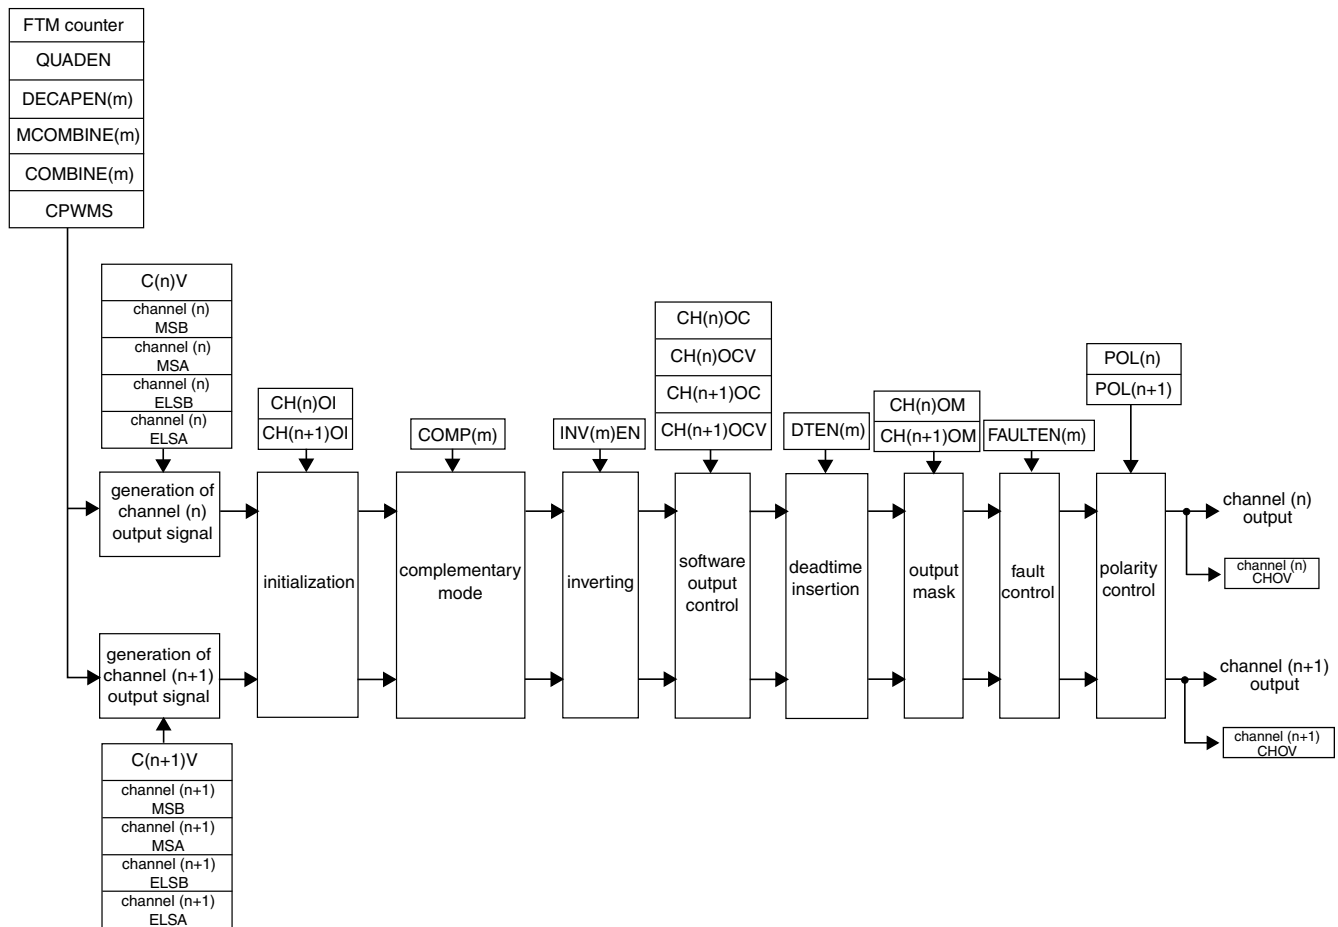 FTM counter
QUADEN
DECAPEN(m)
MCOMBINE(m)
COMBINE(m)
CPWMS
C(n)V
channel (n)
MSB
channel (n)
MSA
channel (n)
ELSB
channel (n)
ELSA
CH(n)OI
CH(n+1)OI
COMP(m)
INV(m)EN
CH(n)OC
CH(n)OCV
CH(n+1)OC
CH(n+1)OCV
DTEN(m)
CH(n)OM
CH(n+1)OM
FAULTEN(m)
POL(n)
POL(n+1)
generation of
channel (n)
output signal
initialization
complementary
mode
inverting
software
output
control
deadtime
insertion
output
mask
fault
control
polarity
control
channel (n)
output
channel (n)
CHOV
generation of
channel (n+1)
output signal
channel (n+1)
output
channel (n+1)
CHOV
C(n+1)V
channel (n+1)
MSB
channel (n+1)
MSA
channel (n+1)
ELSB
channel (n+1)
ELSA